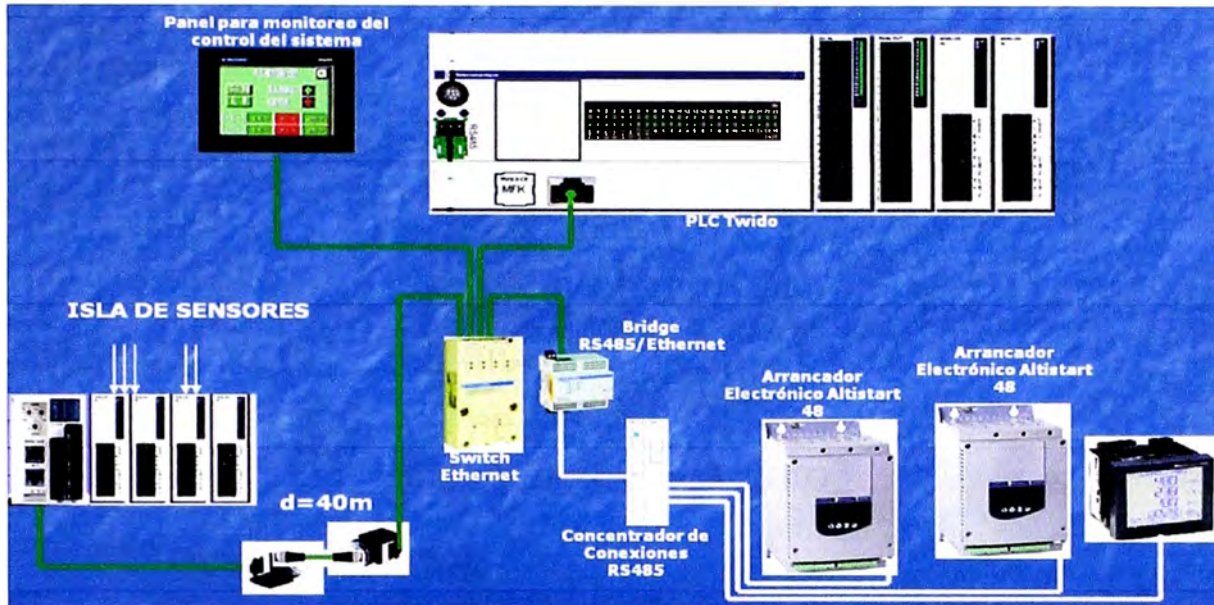 Panel para monitoreo del
control del sistema
RS485
MFK
PLC Twido
ISLA DE SENSORES
d=40m
Switch
Ethernet
Bridge
RS485/Ethernet
Concentrador de
Conexiones
RS485
Arrancador
Electrónico Altistart
48
Arrancador
Electrónico Altistart
48